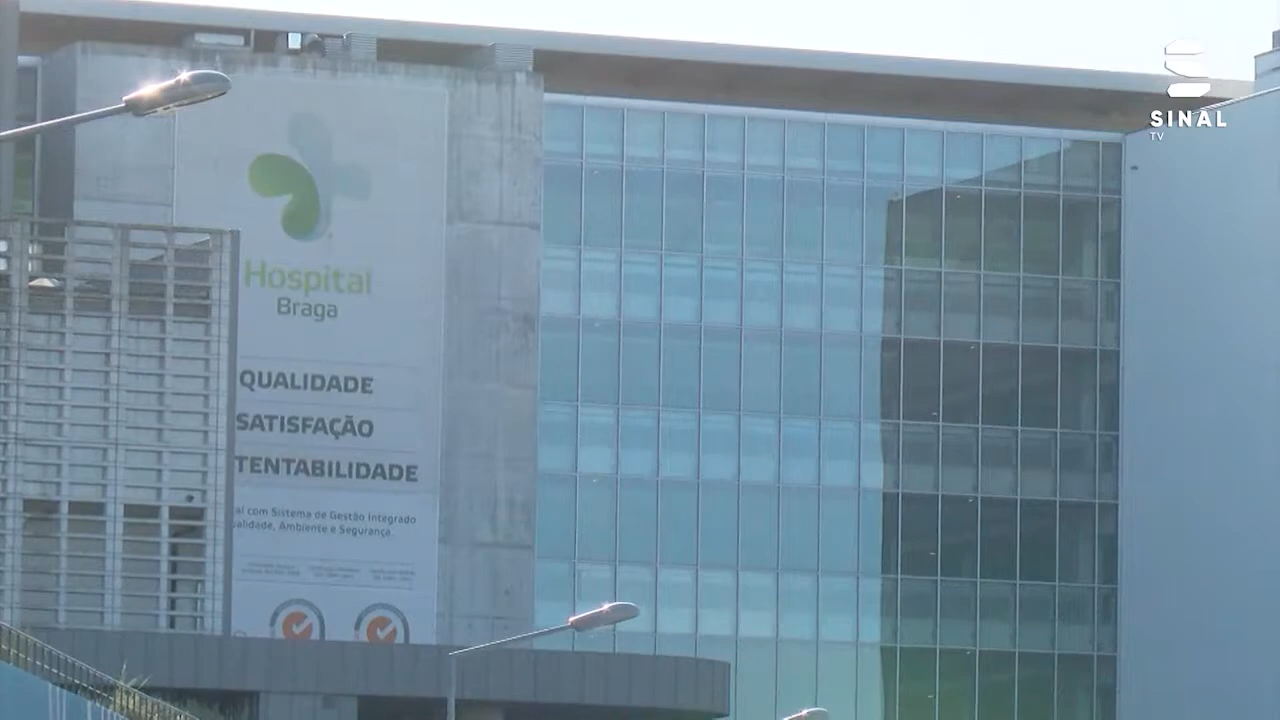 SINAL
TV
Hospital
Braga
QUALIDADE
SATISFAÇÃO
TENTABILIDADE
al com Sistema de Gestão Integrado
ualidade, Ambiente e Segurança.